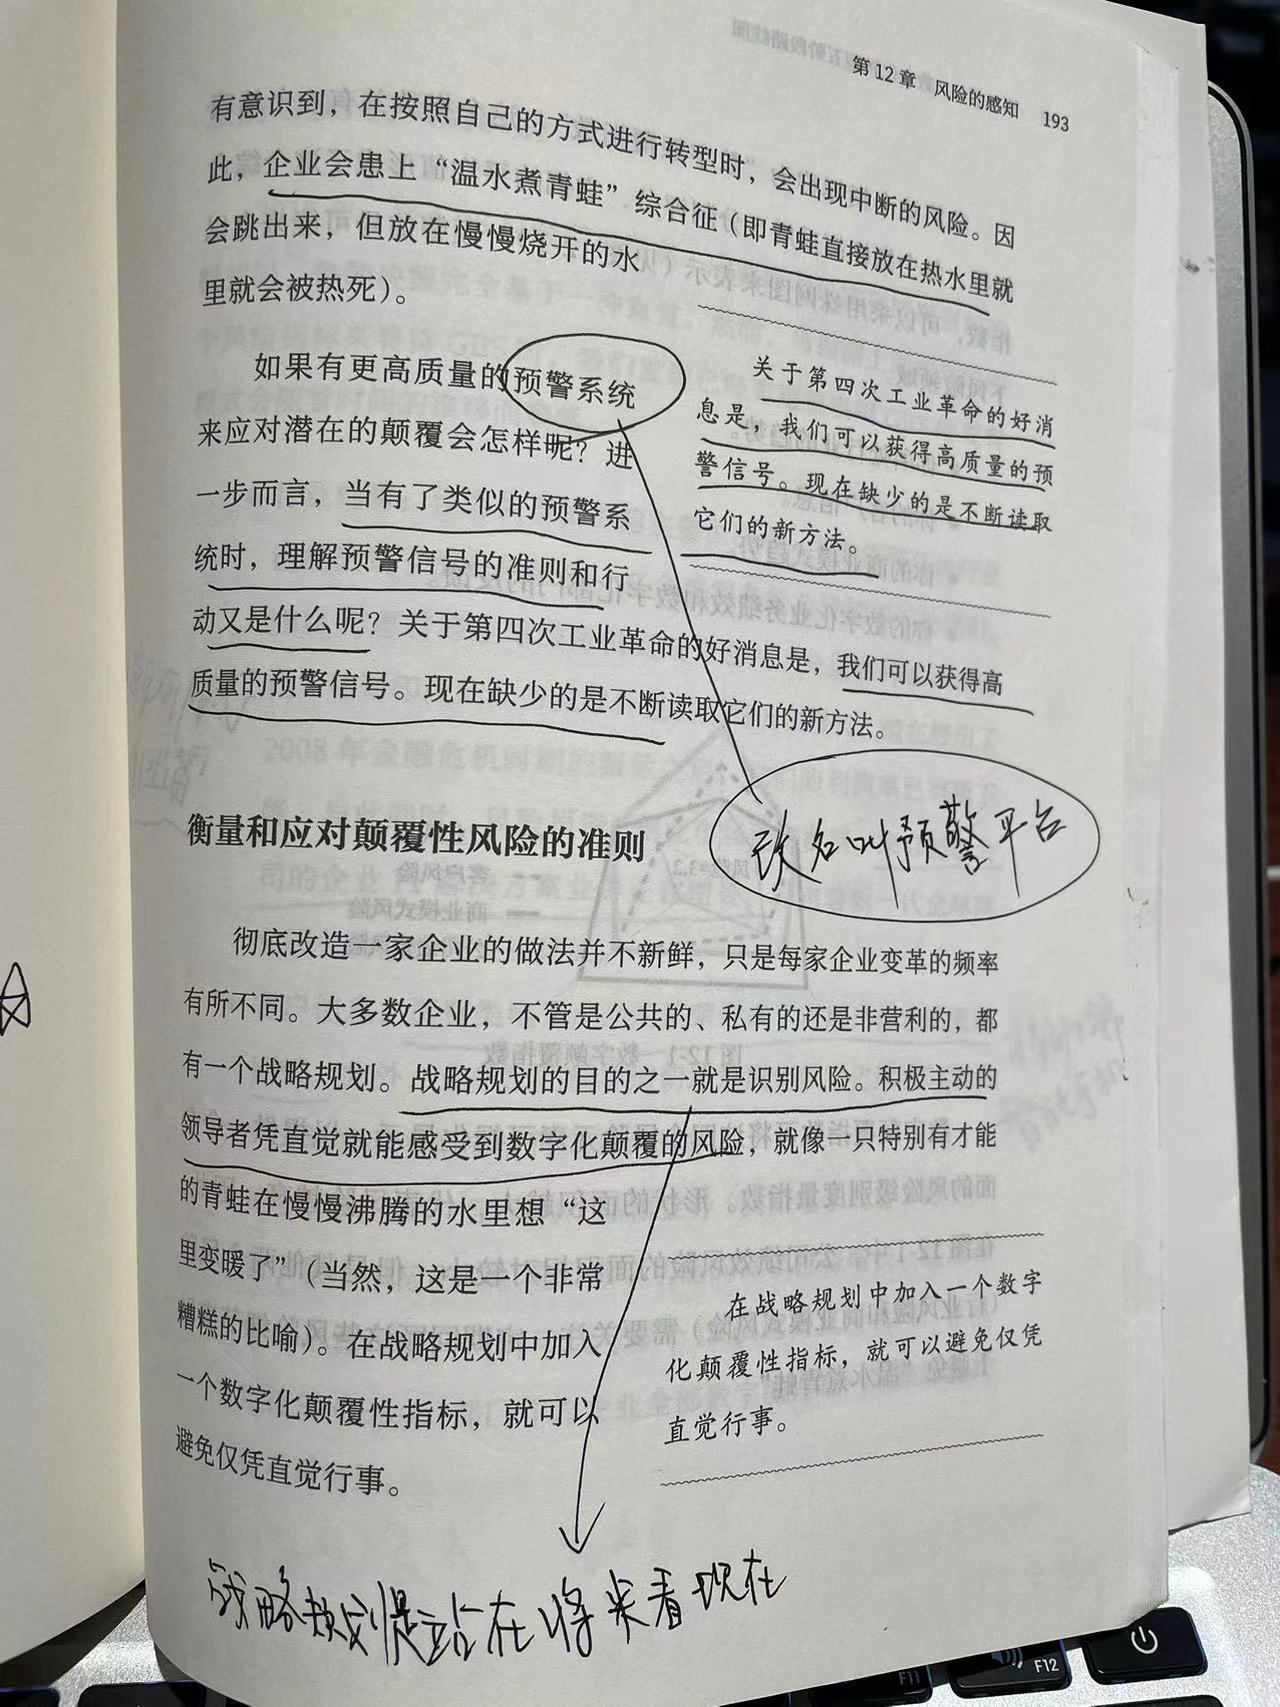 第12章 风险的感知 193
有意识到，在按照自己的方式进行转型时，会出现中断的风险。因
此，企业会患上“温水煮青蛙”综合征（即青蛙直接放在热水里就
会跳出来，但放在慢慢烧开的水
里就会被热死）。
如果有更高质量的预警系统
来应对潜在的颠覆会怎样呢？进
一步而言，当有了类似的预警系
统时，理解预警信号的准则和行
动又是什么呢？关于第四次工业革命的好消息是，我们可以获得高
质量的预警信号。现在缺少的是不断读取它们的新方法。
关于第四次工业革命的好消
息是，我们可以获得高质量的预
警信号。现在缺少的是不断读取
它们的新方法。
改名叫预警平台
衡量和应对颠覆性风险的准则
彻底改造一家企业的做法并不新鲜，只是每家企业变革的频率
有所不同。大多数企业，不管是公共的、私有的还是非营利的，都
有一个战略规划。战略规划的目的之一就是识别风险。积极主动的
领导者凭直觉就能感受到数字化颠覆的风险，就像一只特别有才能
的青蛙在慢慢沸腾的水里想“这
里变暖了”（当然，这是一个非常
糟糕的比喻）。在战略规划中加入
一个数字化颠覆性指标，就可以
避免仅凭直觉行事。
在战略规划中加入一个数字
化颠覆性指标，就可以避免仅凭
直觉行事。
战略规划是站在将来看现在
F11
F12